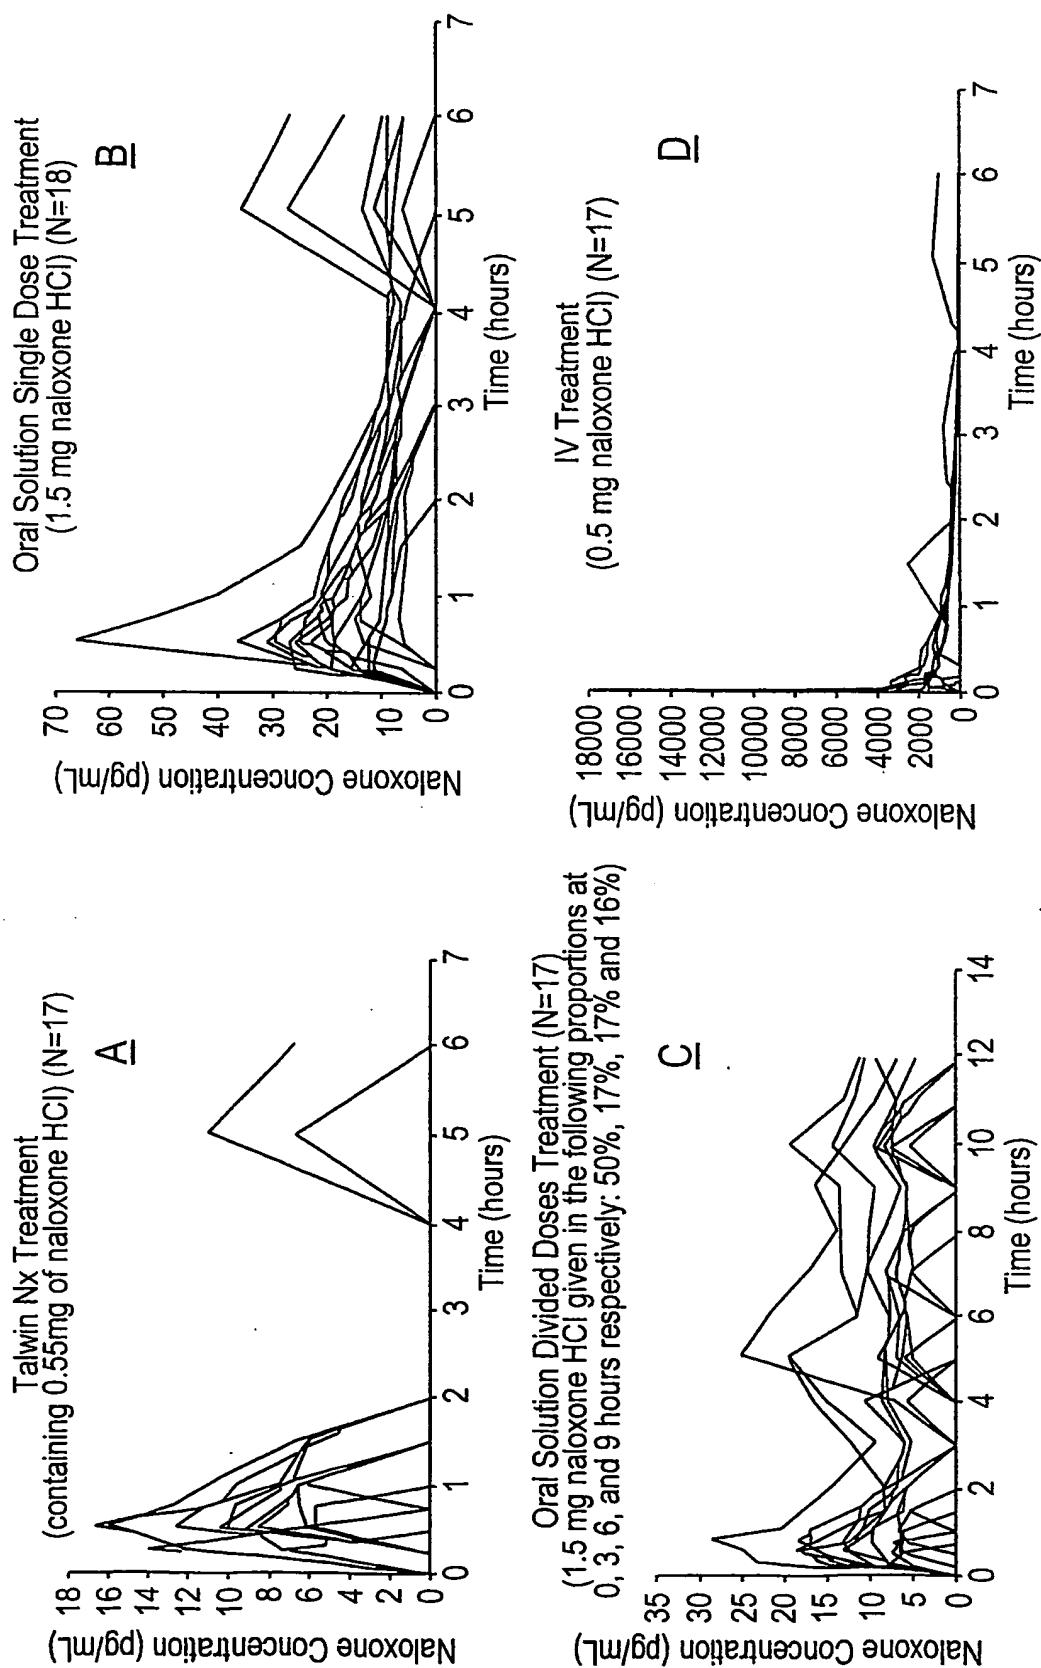 Talwin Nx Treatment
(containing 0.55mg of naloxone HCl) (N=17)
A
Naloxone Concentration (pg/mL)
18
16
14
12
10
8
6
4
2
0
0 1 2 3 4 5 6 7
Time (hours)
Oral Solution Single Dose Treatment
(1.5 mg naloxone HCl) (N=18)
B
Naloxone Concentration (pg/mL)
70
60
50
40
30
20
10
0
0 1 2 3 4 5 6 7
Time (hours)
Oral Solution Divided Doses Treatment (N=17)
(1.5 mg naloxone HCl given in the following proportions at
0, 3, 6, and 9 hours respectively: 50%, 17%, 17% and 16%)
C
Naloxone Concentration (pg/mL)
35
30
25
20
15
10
5
0
0 2 4 6 8 10 12 14
Time (hours)
IV Treatment
(0.5 mg naloxone HCl) (N=17)
D
Naloxone Concentration (pg/mL)
18000
16000
14000
12000
10000
8000
6000
4000
2000
0
0 1 2 3 4 5 6 7
Time (hours)